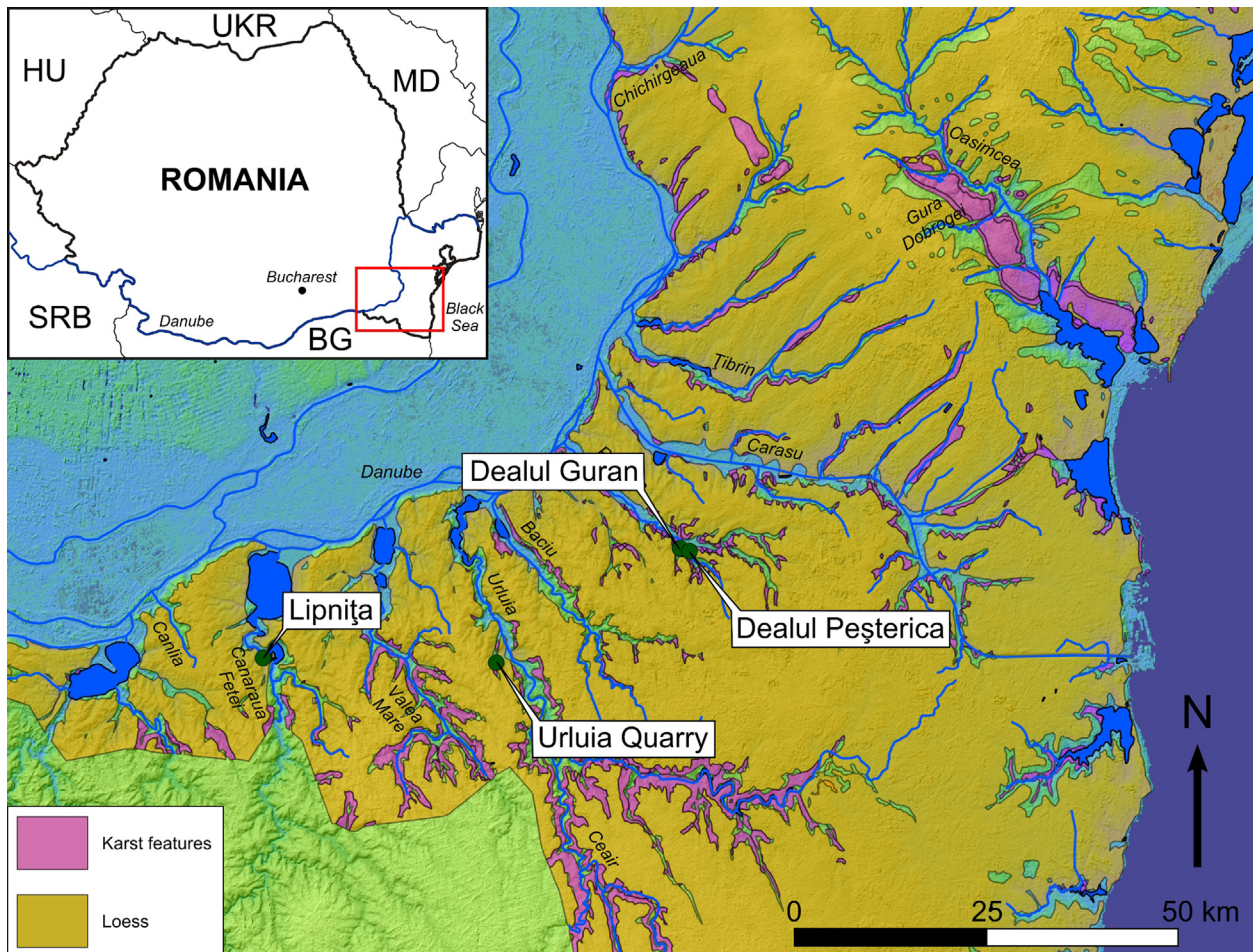 UKR
HU
MD
ROMANIA
Bucharest
SRB
Danube
BG
Black
Sea
Chichirgeaua
Casimcea
Gura
Dobrogei
Tibrin
Carasu
Danube
Dealul Guran
Baciu
Urluia
Dealul Peşterica
Lipniţa
Canlia
Canaraua
Fetei
Valea
Mare
Urluia Quarry
Ceair
N
Karst features
Loess
0 25 50 km